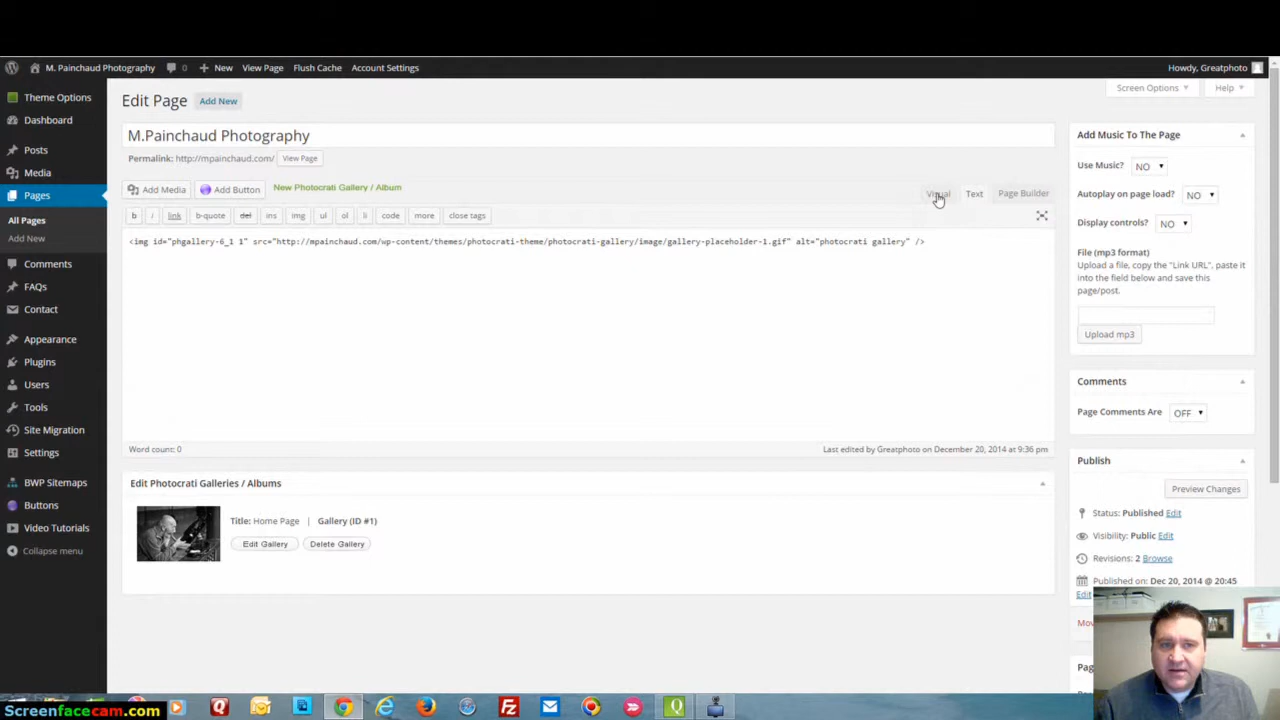 M. Painchaud Photography 0 New View Page Flush Cache Account Settings Howdy, Greatphoto
Theme Options
Dashboard
Posts
Media
Pages
All Pages
Add New
Comments
FAQs
Contact
Appearance
Plugins
Users
Tools
Site Migration
Settings
BWP Sitemaps
Buttons
Video Tutorials
Collapse menu
Screen Options Help
Edit Page Add New
M.Painchaud Photography
Permalink: http://mpainchaud.com/ View Page
Add Media Add Button New Photocrati Gallery / Album Visual Text Page Builder
b i link b-quote del ins img ul ol li code more close tags
<img id="phgallery-6_1 1" src="http://mpainchaud.com/wp-content/themes/photocrati-theme/photocrati-gallery/image/gallery-placeholder-1.gif" alt="photocrati gallery" />
Word count: 0 Last edited by Greatphoto on December 20, 2014 at 9:36 pm
Edit Photocrati Galleries / Albums
Title: Home Page | Gallery (ID #1)
Edit Gallery Delete Gallery
Add Music To The Page
Use Music? NO
Autoplay on page load? NO
Display controls? NO
File (mp3 format)
Upload a file, copy the "Link URL", paste it
into the field below and save this
page/post.
Upload mp3
Comments
Page Comments Are OFF
Publish
Preview Changes
Status: Published Edit
Visibility: Public Edit
Revisions: 2 Browse
Published on: Dec 20, 2014 @ 20:45
Edit
Mov
Pag
Screenfacecam.com